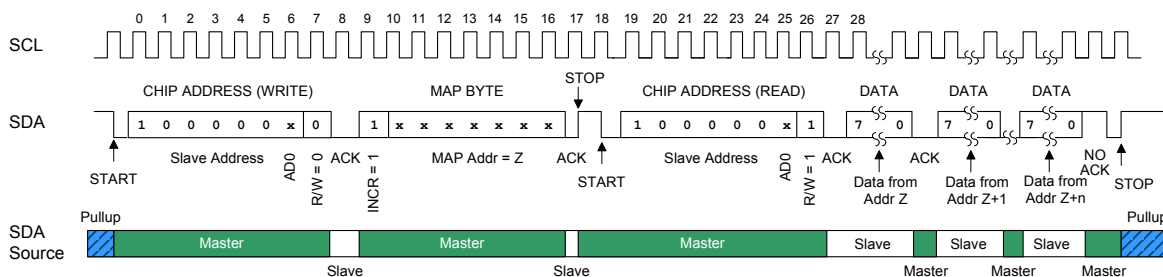 0 1 2 3 4 5 6 7 8 9 10 11 12 13 14 15 16 17 18 19 20 21 22 23 24 25 26 27 28
SCL
STOP
CHIP ADDRESS (WRITE) MAP BYTE CHIP ADDRESS (READ) DATA DATA DATA
SDA 1 0 0 0 0 0 x 0 1 x x x x x x x 1 0 0 0 0 0 x 1 7 0 7 0 7 0
Slave Address AD0 R/W = 0 ACK INCR = 1 MAP Addr = Z ACK Slave Address AD0 R/W = 1 ACK ACK NO ACK
START START STOP
Data from Addr Z
Data from Addr Z+1
Data from Addr Z+n
Pullup Pullup
SDA Source Master Master Master Slave Slave Slave
Slave Slave Master Master Master